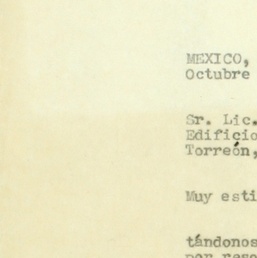 MEXICO,
Octubre
Sr. Lic.
Edificio
Torreón,
Muy esti
tándonos